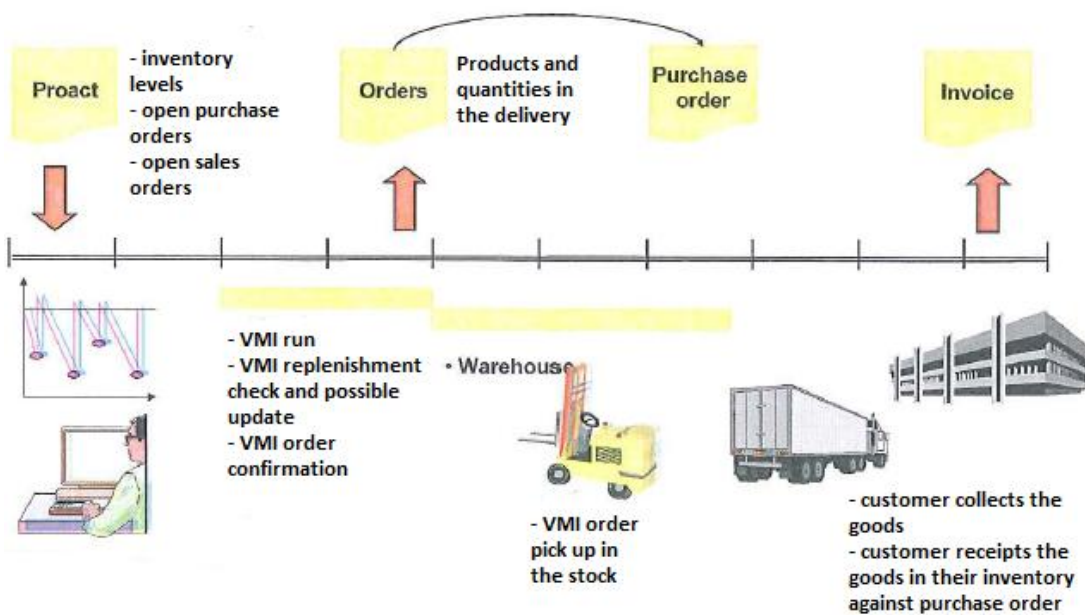 Proact
- inventory
levels
- open purchase
orders
- open sales
orders
Orders
Products and
quantities in
the delivery
Purchase
order
Invoice
- VMI run
- VMI replenishment
check and possible
update
- VMI order
confirmation
• Warehouse
- VMI order
pick up in
the stock
- customer collects the
goods
- customer receipts the
goods in their inventory
against purchase order